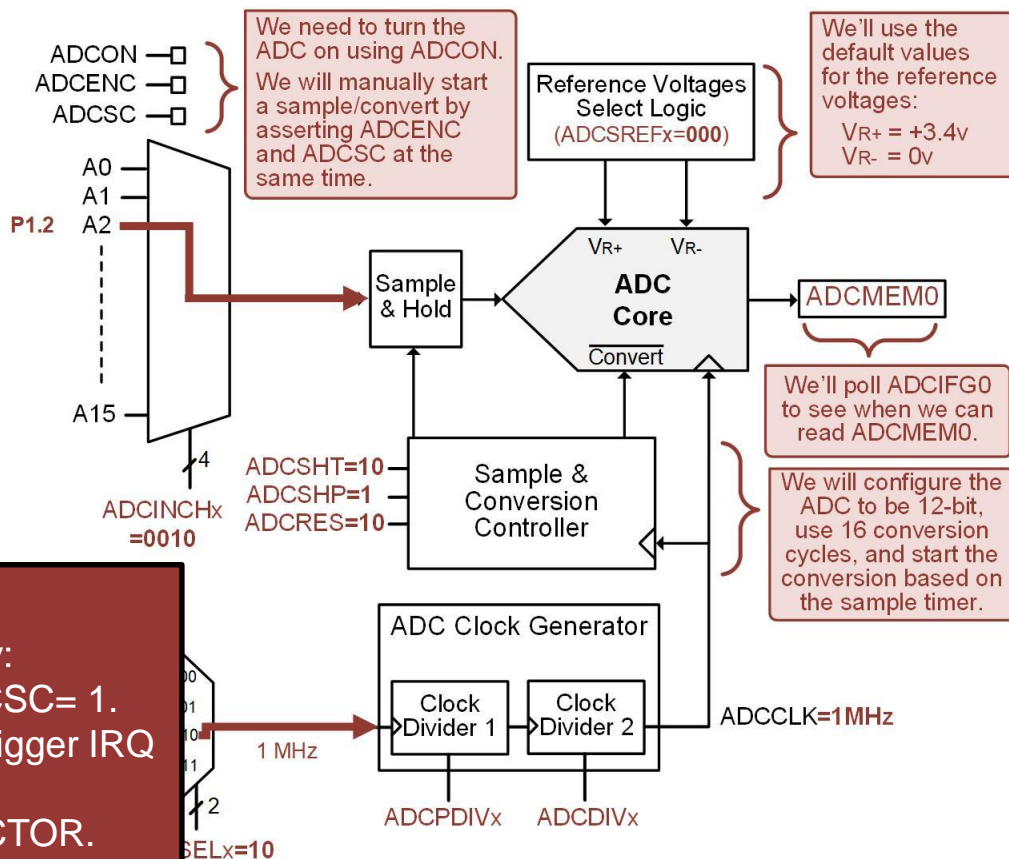 We need to turn the
ADC on using ADCON.
We will manually start
a sample/convert by
asserting ADCENC
and ADCSC at the
same time.
ADCON
ADCENC
ADCSC
Reference Voltages
Select Logic
(ADCSREFx=000)
We'll use the
default values
for the reference
voltages:
VR+ = +3.4v
VR- = 0v
A0
A1
P1.2 A2
A15
4
ADCINCHx
=0010
Sample
& Hold
VR+ VR-
ADC
Core
Convert
ADCMEM0
We'll poll ADCIFG0
to see when we can
read ADCMEM0.
ADCSHT=10
ADCSHP=1
ADCRES=10
Sample &
Conversion
Controller
We will configure the
ADC to be 12-bit,
use 16 conversion
cycles, and start the
conversion based on
the sample timer.
CSC= 1.
IRQ
CTOR.
10
11
2
SELx=10
1 MHz
ADC Clock Generator
Clock
Divider 1
Clock
Divider 2
ADCCLK=1MHz
ADCPDIVx
ADCDIVx